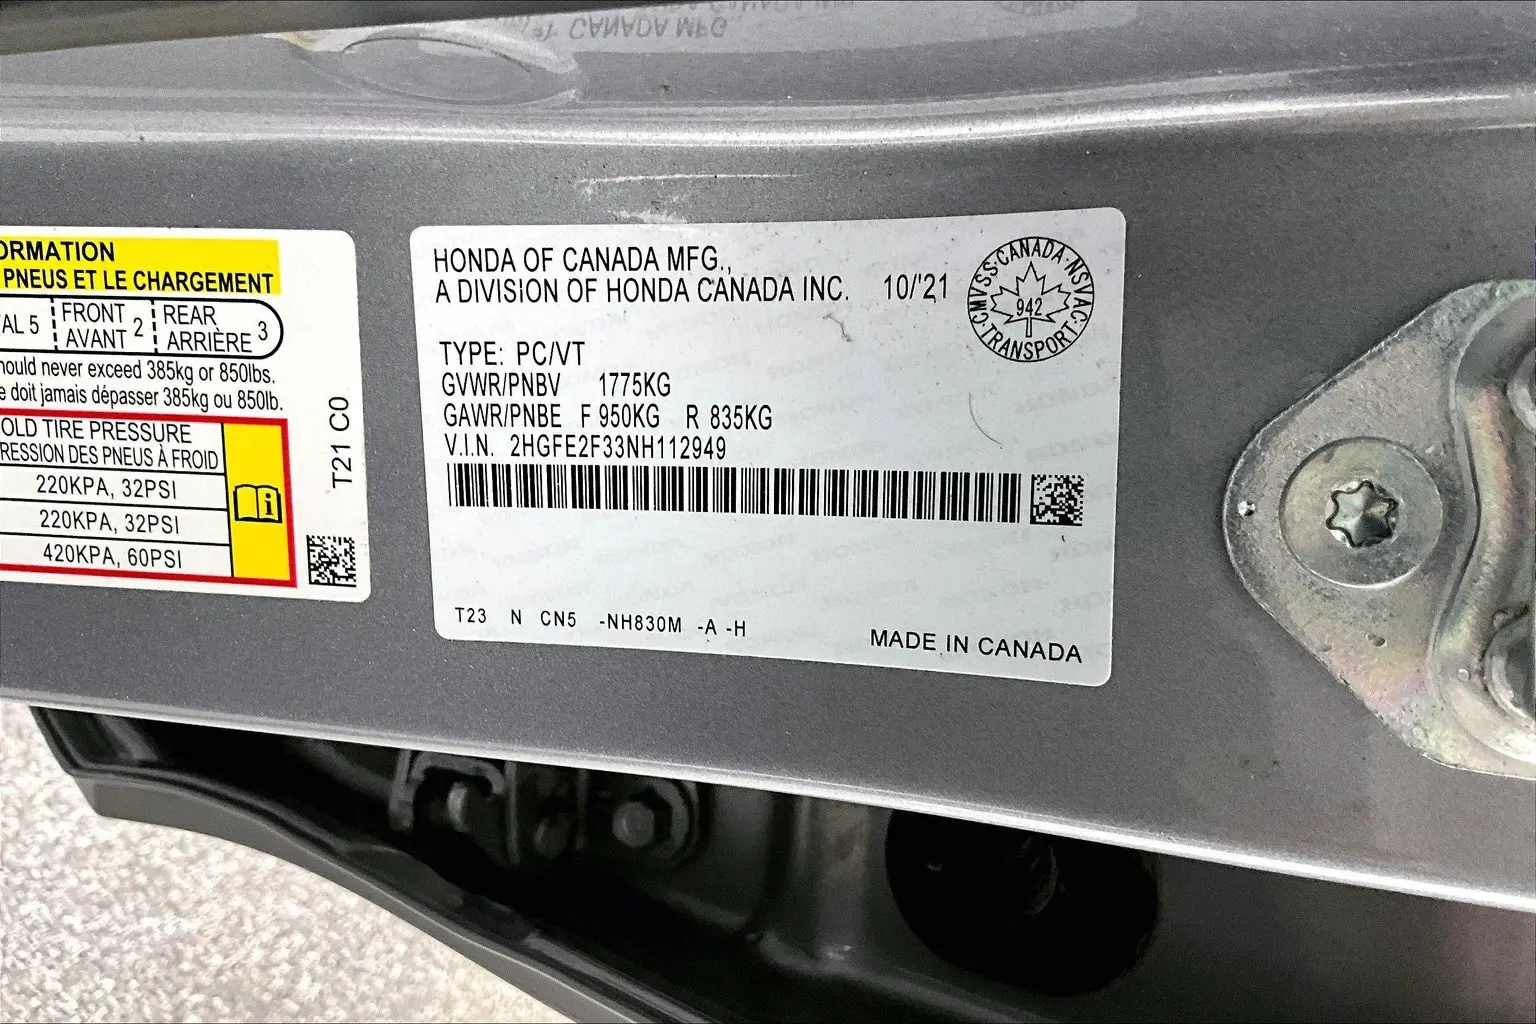 ORMATION
PNEUS ET LE CHARGEMENT
AL 5 FRONT AVANT 2 REAR ARRIÈRE 3
ould never exceed 385kg or 850lbs.
e doit jamais dépasser 385kg ou 850lb.
OLD TIRE PRESSURE
RESSION DES PNEUS À FROID
220KPA, 32PSI
220KPA, 32PSI
420KPA, 60PSI
T21 C0
HONDA OF CANADA MFG.,
A DIVISION OF HONDA CANADA INC. 10/'21
CMVSS·CANADA·NSVAC·TRANSPORT·
942
TYPE: PC/VT
GVWR/PNBV 1775KG
GAWR/PNBE F 950KG R 835KG
V.I.N. 2HGFE2F33NH112949
T23 N CN5 -NH830M -A -H
MADE IN CANADA
CANADA MFG.,